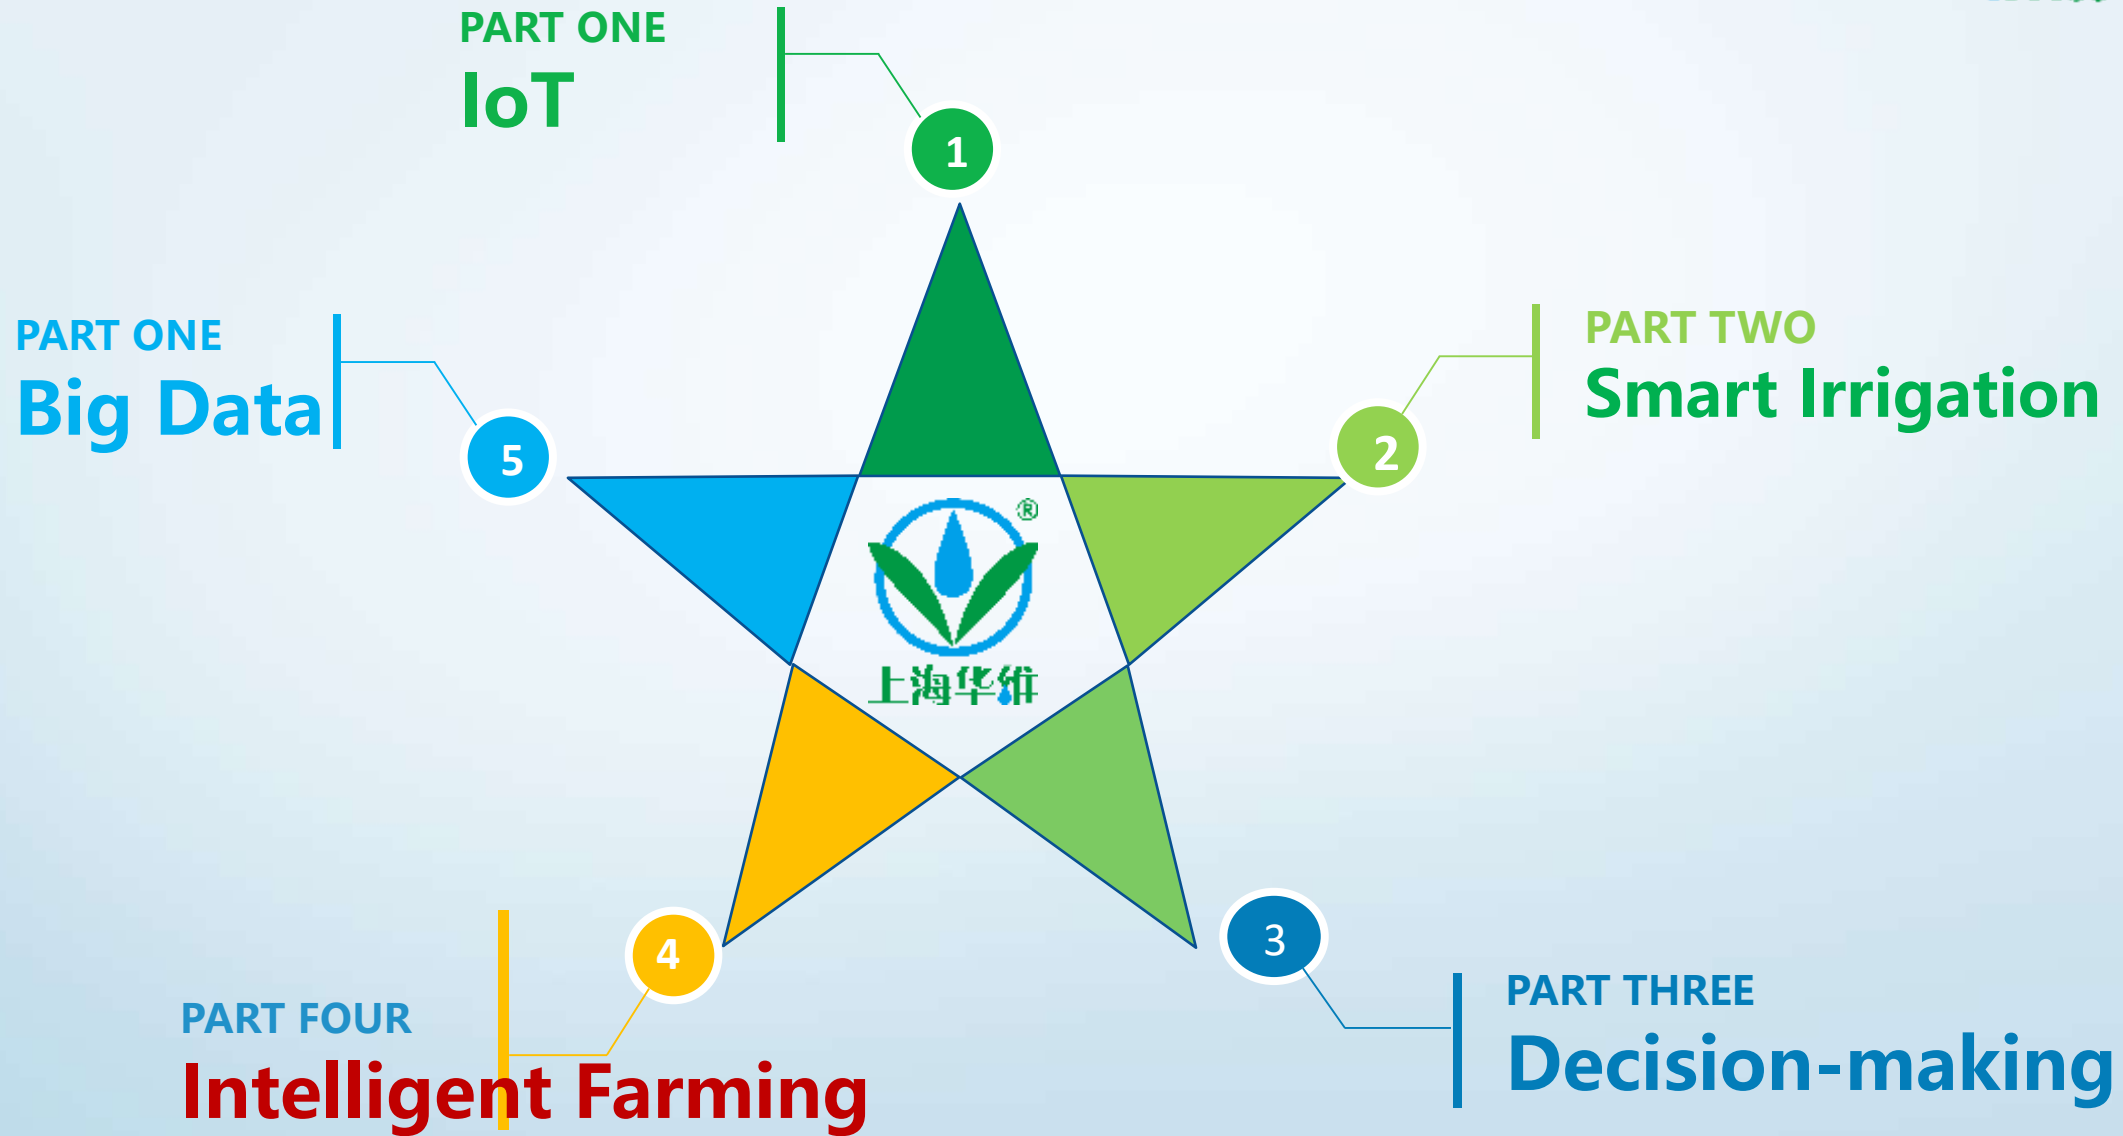 PART ONE
IoT
1
PART ONE
Big Data
5
PART TWO
Smart Irrigation
2
®
上海华维
4
PART FOUR
Intelligent Farming
3
PART THREE
Decision-making